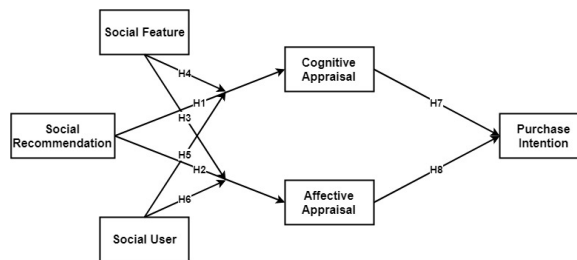 Social Feature
H4
Cognitive
Appraisal
H1
H7
H3
Social
Recommendation
Purchase
Intention
H5
H2
H8
H6
Affective
Appraisal
Social User